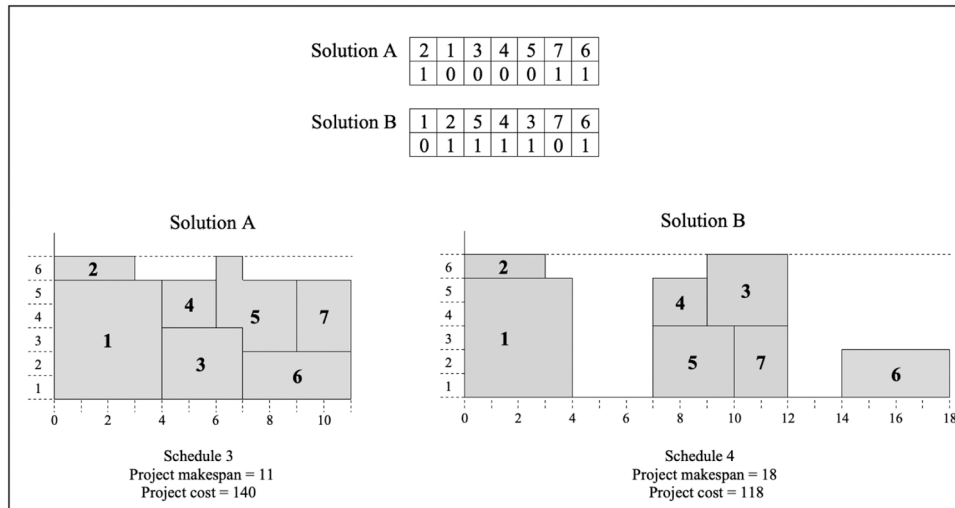 Solution A
2 1 3 4 5 7 6
1 0 0 0 0 1 1
Solution B
1 2 5 4 3 7 6
0 1 1 1 1 0 1
Solution A
6
5
4
3
2
1
2
1
4
3
5
7
6
0 2 4 6 8 10
Schedule 3
Project makespan = 11
Project cost = 140
Solution B
6
5
4
3
2
1
2
1
4
3
5
7
6
0 2 4 6 8 10 12 14 16 18
Schedule 4
Project makespan = 18
Project cost = 118